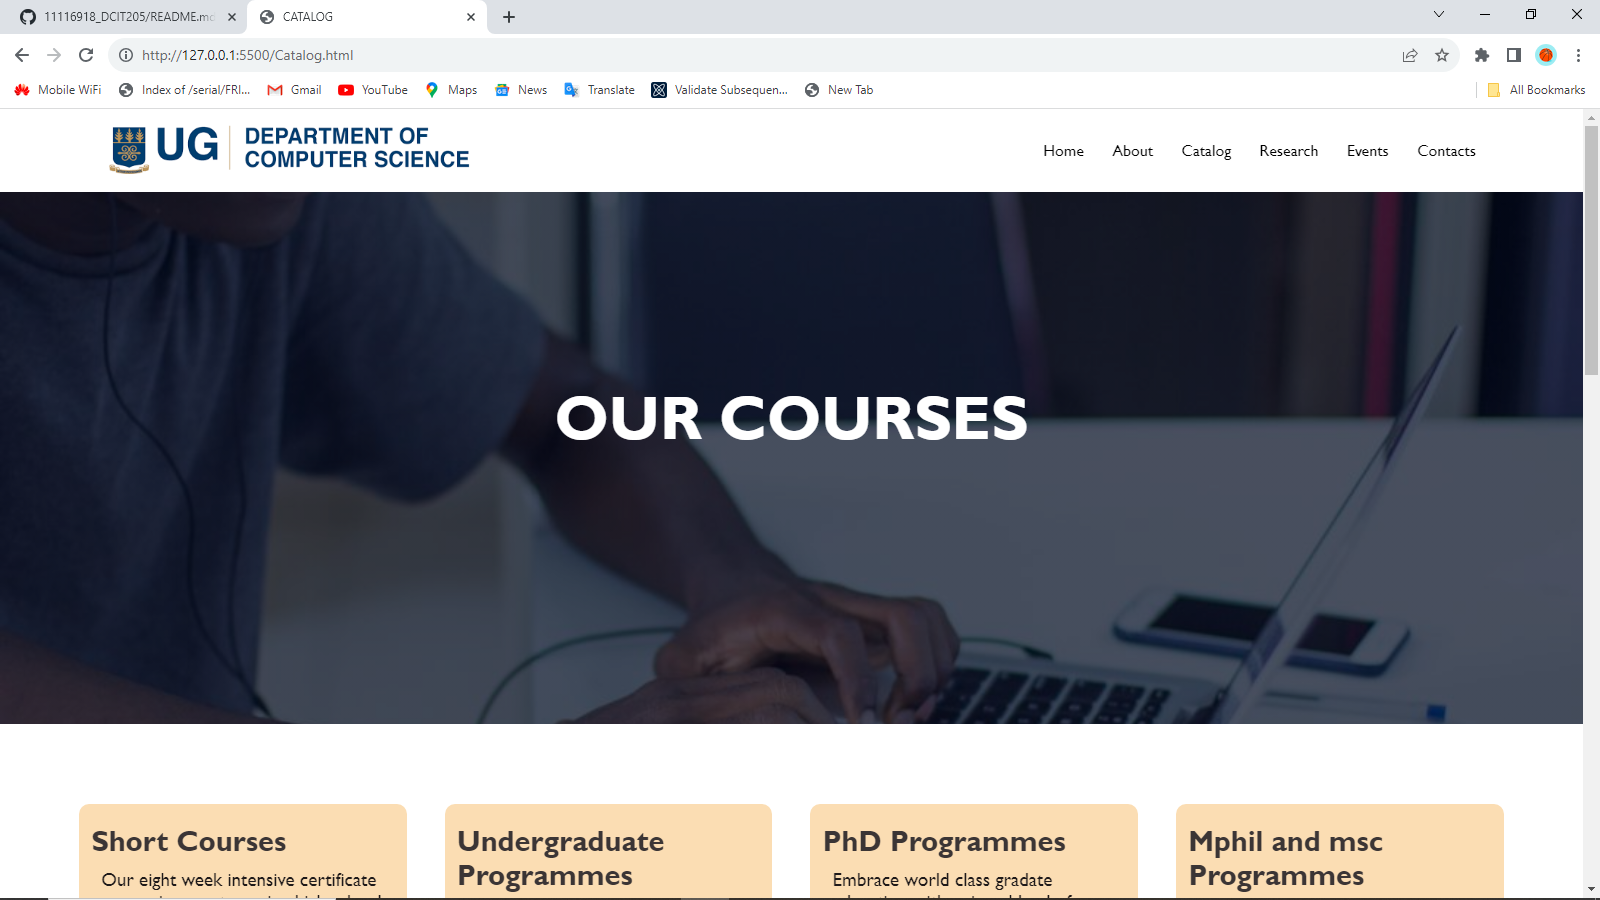 11116918_DCIT205/README.md
CATALOG
http://127.0.0.1:5500/Catalog.html
Mobile WiFi
Index of /serial/FRI...
Gmail
YouTube
Maps
News
Translate
Validate Subsequen...
New Tab
All Bookmarks
UG
DEPARTMENT OF
COMPUTER SCIENCE
Home
About
Catalog
Research
Events
Contacts
OUR COURSES
Short Courses
Our eight week intensive certificate
Undergraduate
Programmes
PhD Programmes
Embrace world class gradate
Mphil and msc
Programmes